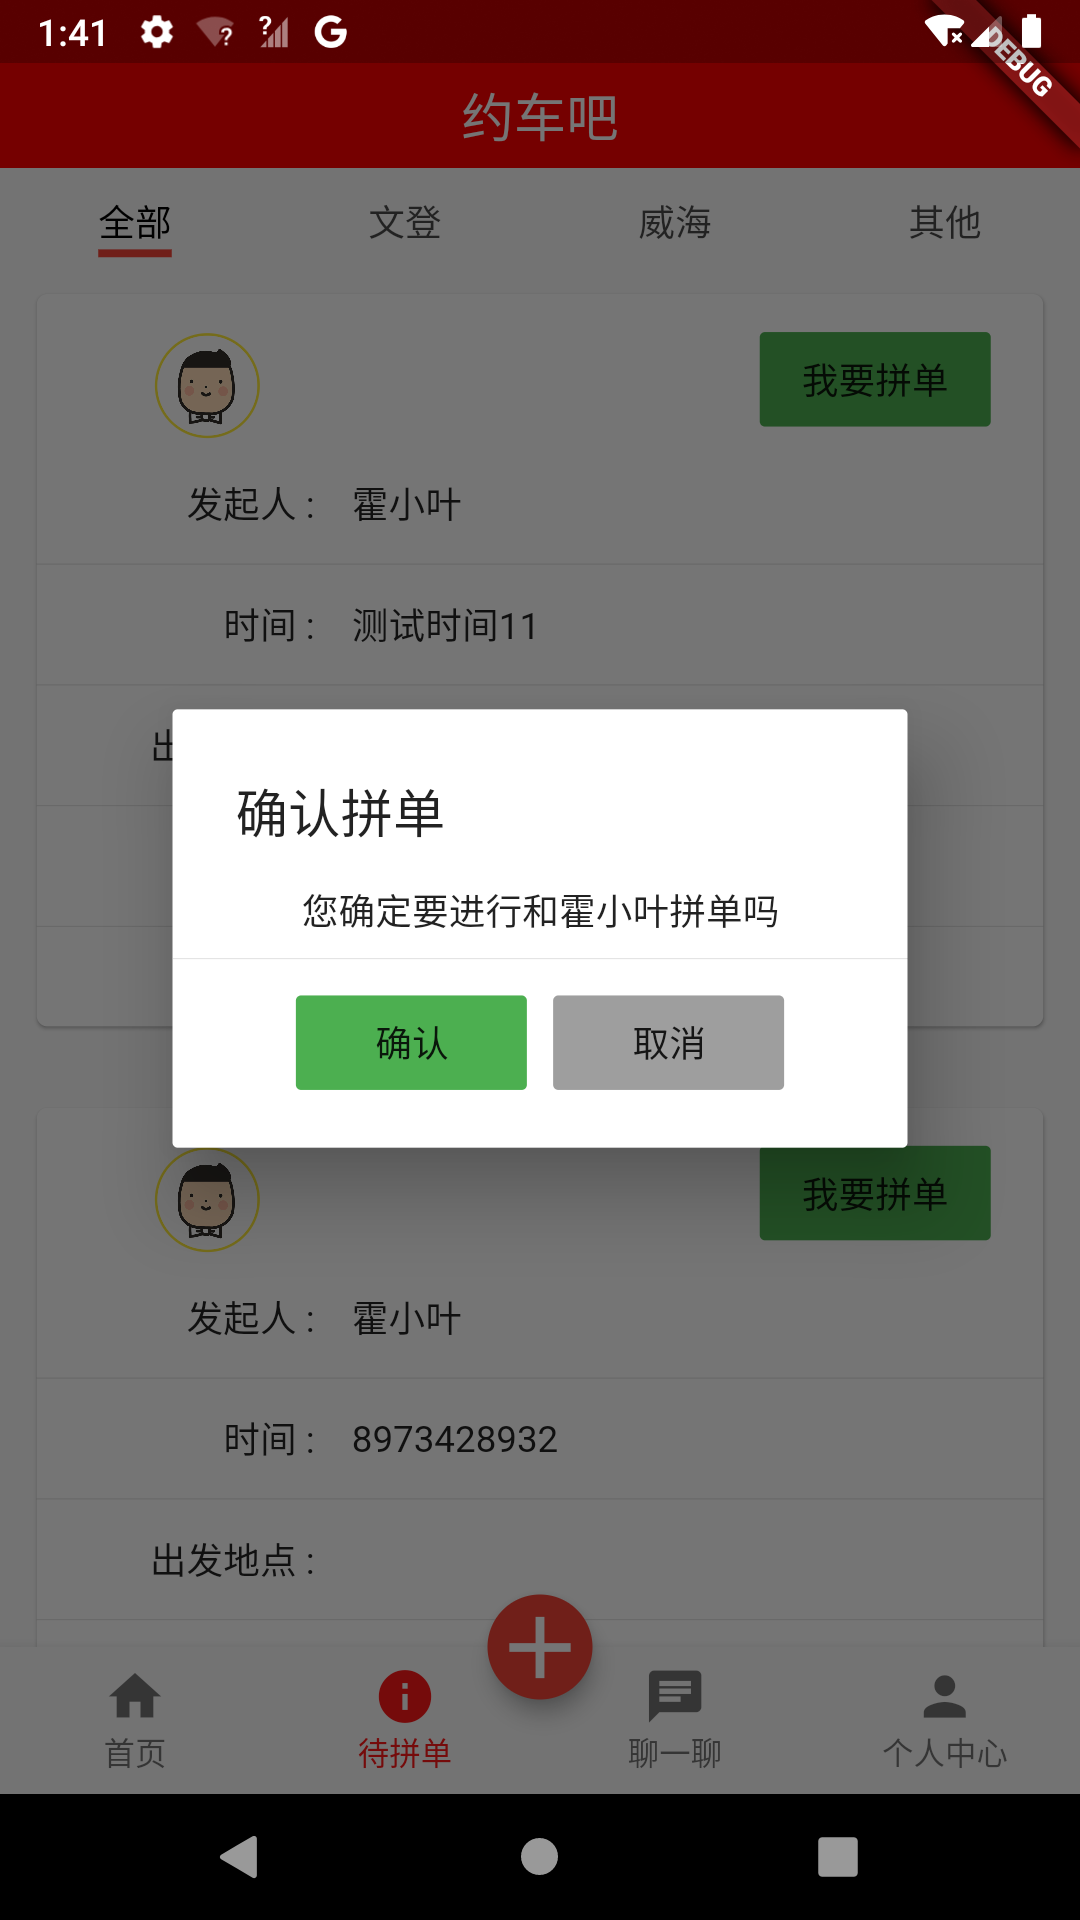 1:41
DEBUG
约车吧
全部 文登 威海 其他
我要拼单
发起人 : 霍小叶
时间 : 测试时间11
出
确认拼单
您确定要进行和霍小叶拼单吗
确认 取消
我要拼单
发起人 : 霍小叶
时间 : 8973428932
出发地点 :
首页 待拼单 聊一聊 个人中心